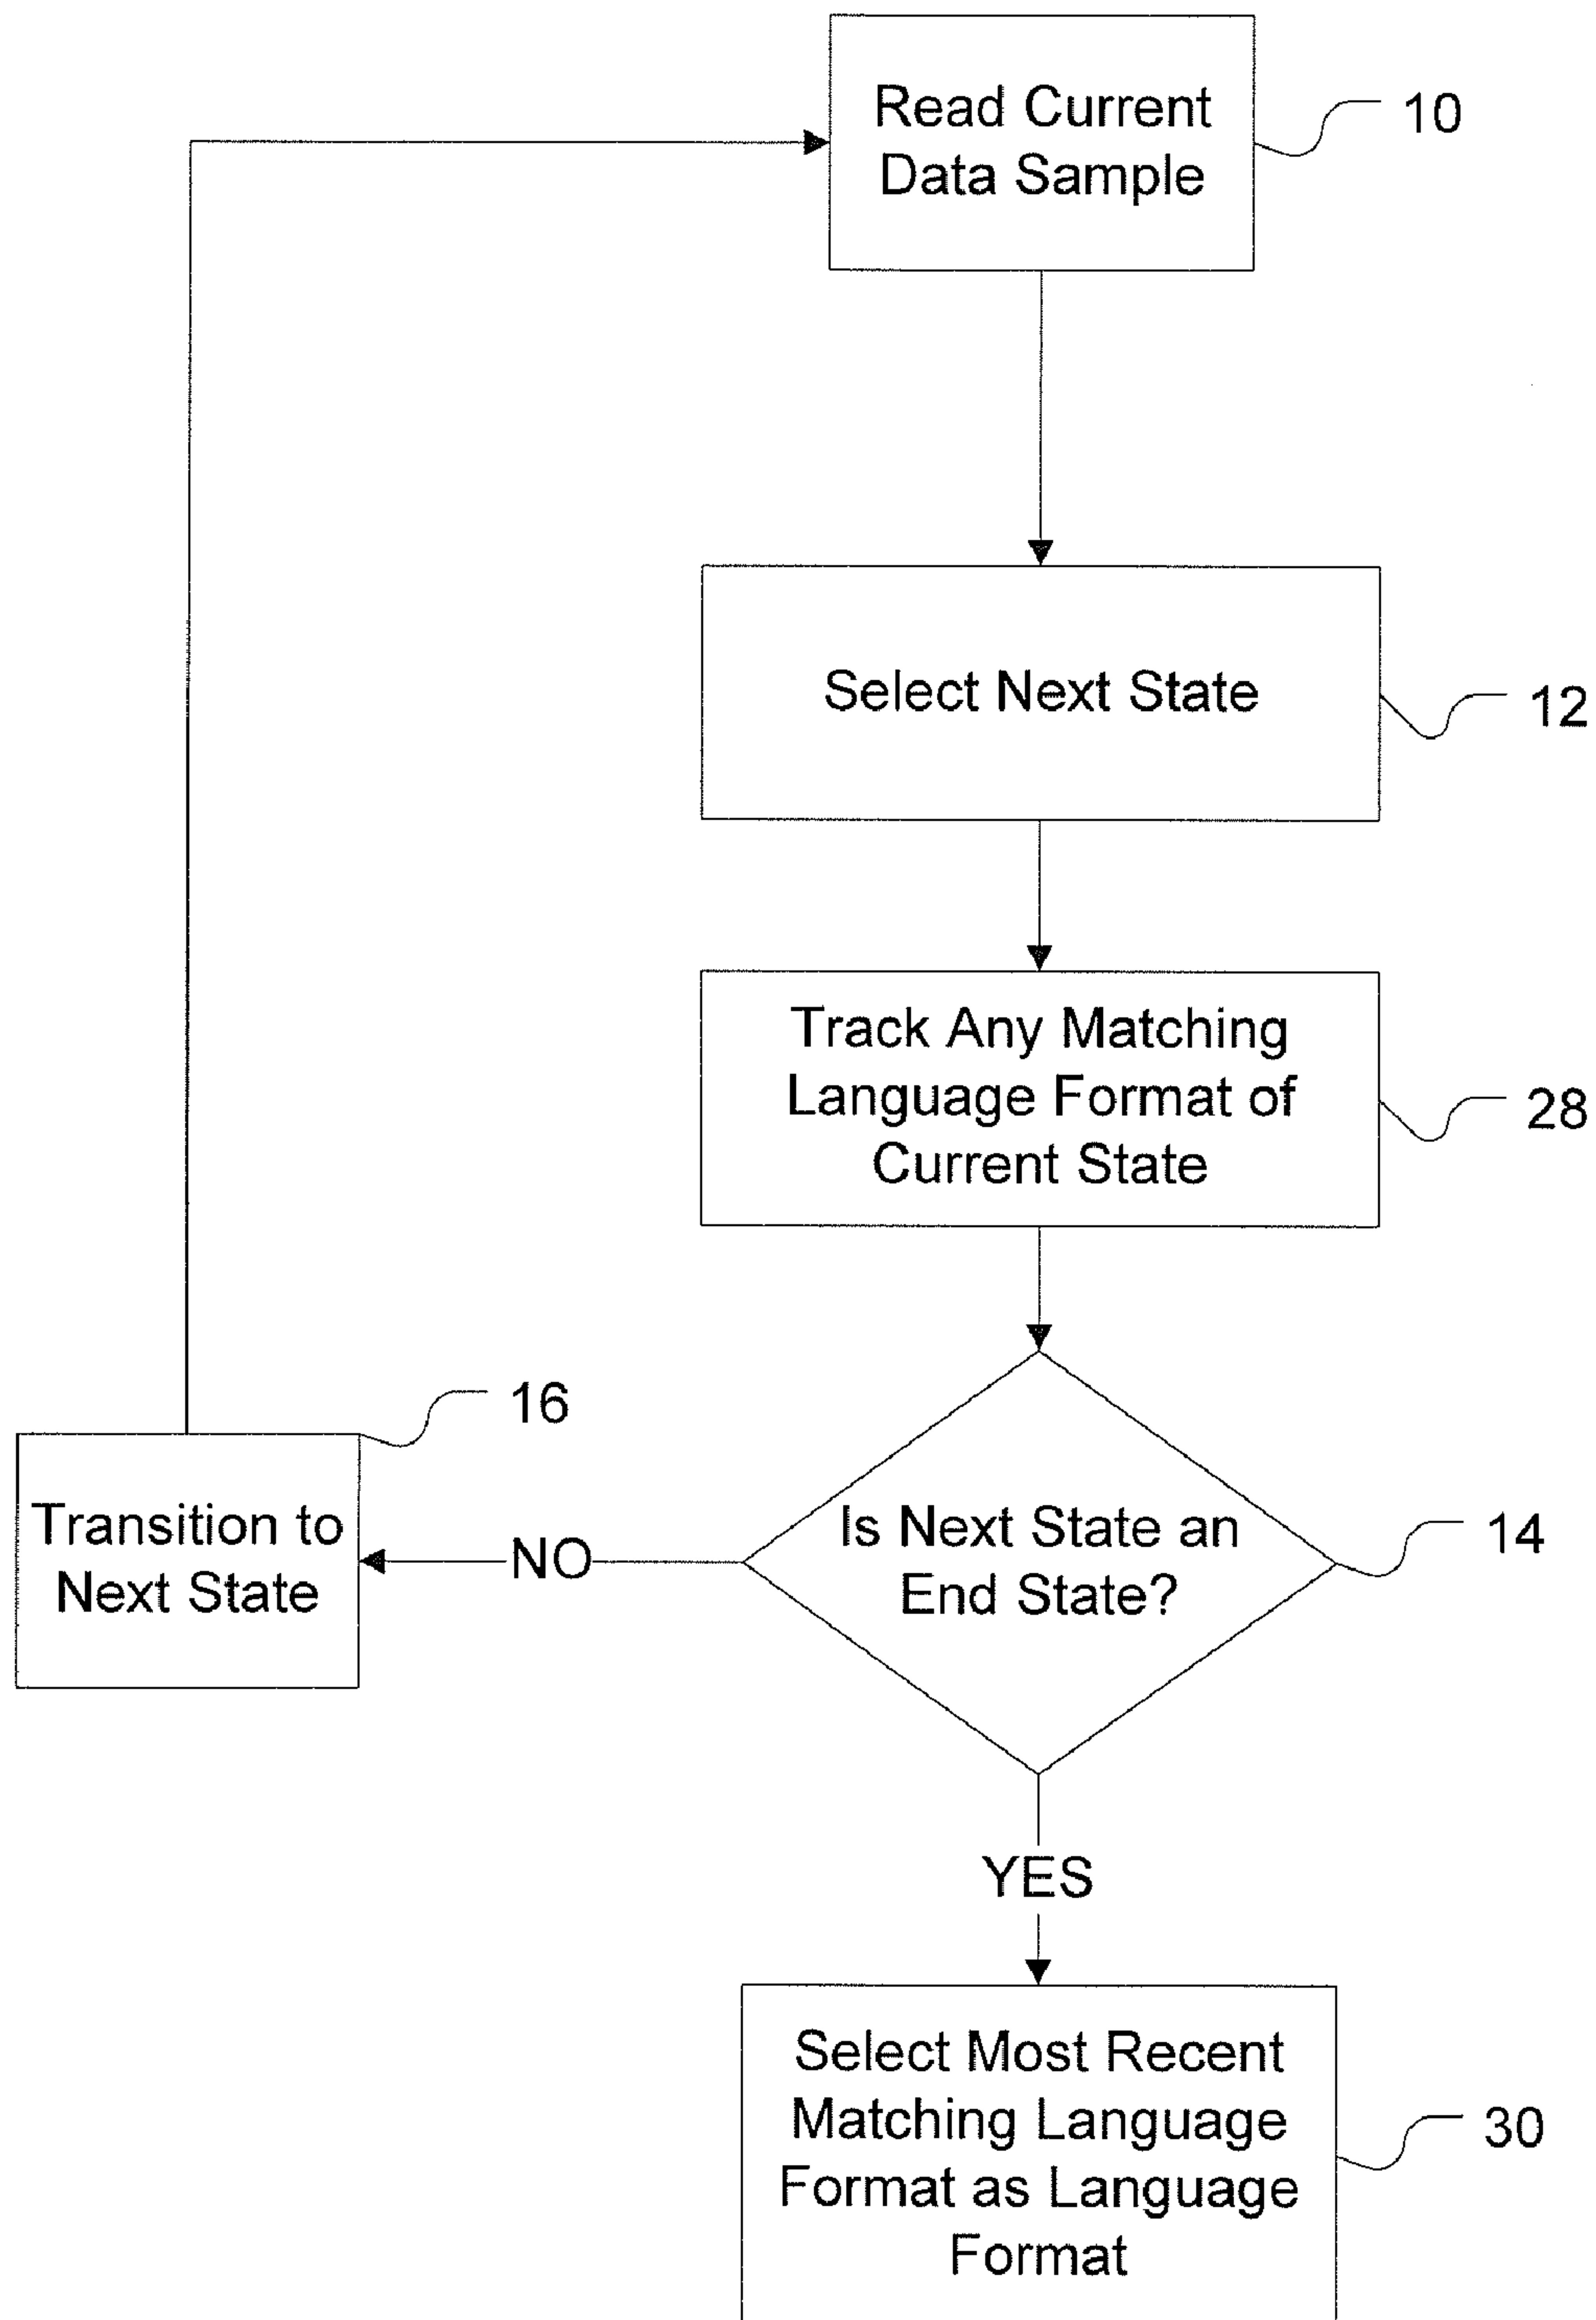 Read Current
Data Sample
10
Select Next State
12
Track Any Matching
Language Format of
Current State
28
16
Transition to
Next State
NO
Is Next State an
End State?
14
YES
Select Most Recent
Matching Language
Format as Language
Format
30